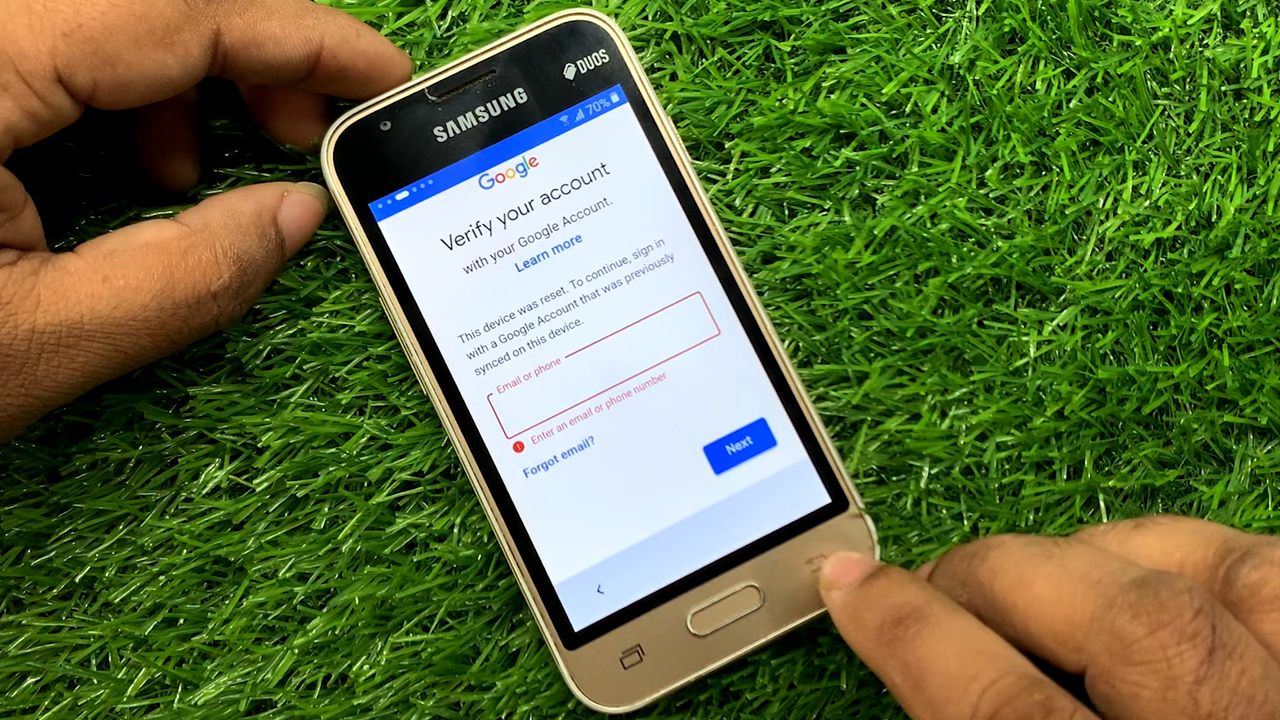 DUOS
SAMSUNG
70%
Google
Verify your account
with your Google Account.
Learn more
This device was reset. To continue, sign in
with a Google Account that was previously
synced on this device.
Email or phone
Enter an email or phone number
Forgot email?
Next